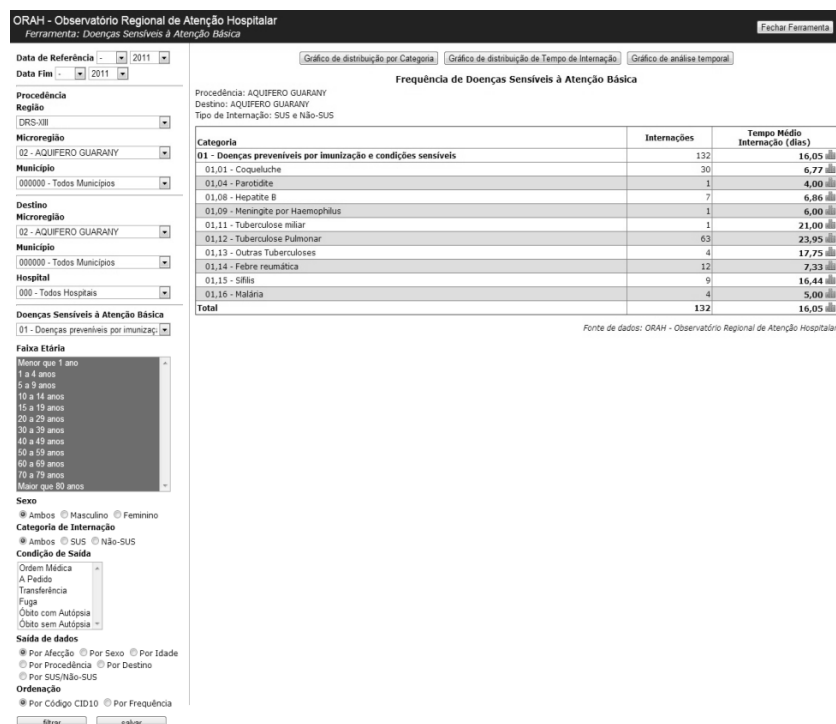 ORAH - Observatório Regional de Atenção Hospitalar
Ferramenta: Doenças Sensíveis à Atenção Básica
Fechar Ferramenta
Data de Referência - 2011
Data Fim - 2011
Procedência
Região
DRS-XIII
Microregião
02 - AQUIFERO GUARANY
Município
000000 - Todos Municípios
Destino
Microregião
02 - AQUIFERO GUARANY
Município
000000 - Todos Municípios
Hospital
000 - Todos Hospitais
Doenças Sensíveis à Atenção Básica
01 - Doenças preveníveis por imunizaç
Faixa Etária
Menor que 1 ano
1 a 4 anos
5 a 9 anos
10 a 14 anos
15 a 19 anos
20 a 29 anos
30 a 39 anos
40 a 49 anos
50 a 59 anos
60 a 69 anos
70 a 79 anos
Maior que 80 anos
Sexo
Ambos Masculino Feminino
Categoria de Internação
Ambos SUS Não-SUS
Condição de Saída
Ordem Médica
A Pedido
Transferência
Fuga
Óbito com Autópsia
Óbito sem Autópsia
Saída de dados
Por Afecção Por Sexo Por Idade
Por Procedência Por Destino
Por SUS/Não-SUS
Ordenação
Por Código CID10 Por Frequência
filtrar salvar
Gráfico de distribuição por Categoria Gráfico de distribuição de Tempo de Internação Gráfico de análise temporal
Frequência de Doenças Sensíveis à Atenção Básica
Procedência: AQUIFERO GUARANY
Destino: AQUIFERO GUARANY
Tipo de Internação: SUS e Não-SUS
Categoria Internações Tempo Médio Internação (dias)
01 - Doenças preveníveis por imunização e condições sensíveis 132 16,05
01,01 - Coqueluche 30 6,77
01,04 - Parotidite 1 4,00
01,08 - Hepatite B 7 6,86
01,09 - Meningite por Haemophilus 1 6,00
01,11 - Tuberculose miliar 1 21,00
01,12 - Tuberculose Pulmonar 63 23,95
01,13 - Outras Tuberculoses 4 17,75
01,14 - Febre reumática 12 7,33
01,15 - Sífilis 9 16,44
01,16 - Malária 4 5,00
Total 132 16,05
Fonte de dados: ORAH - Observatório Regional de Atenção Hospitalar